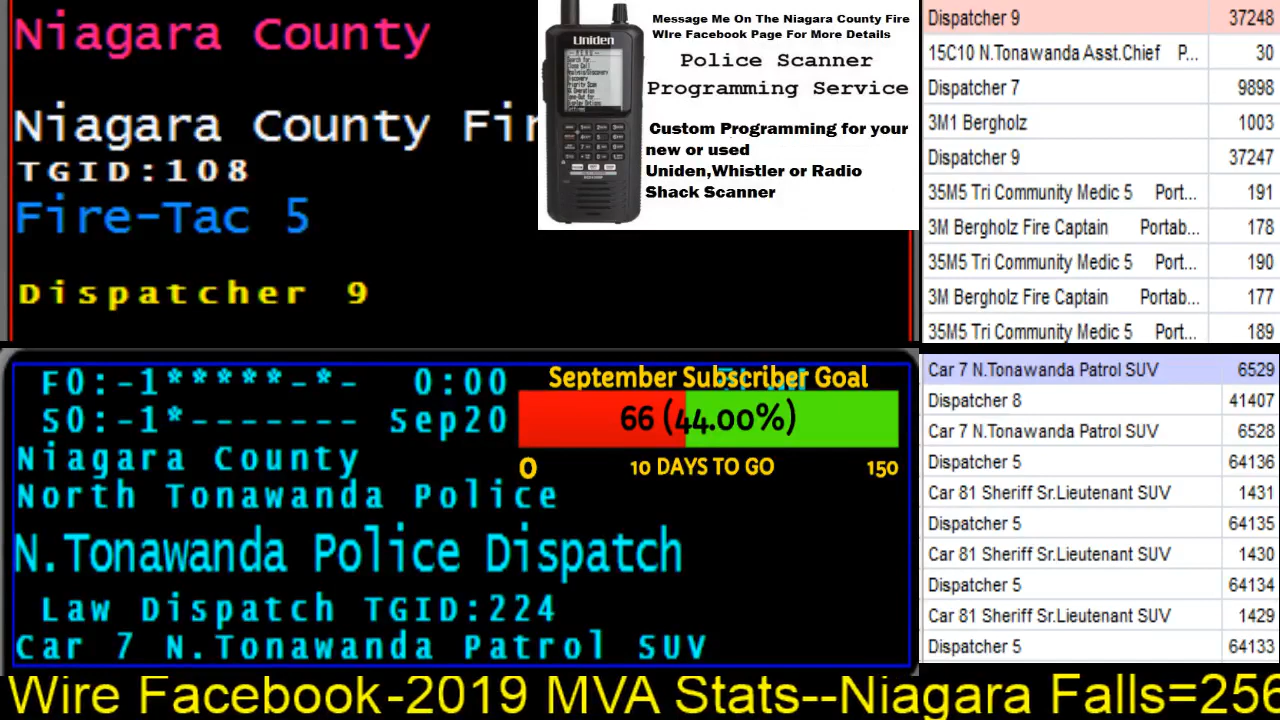 Niagara County
Niagara County Fir
TGID:108
Fire-Tac 5
Dispatcher 9
Uniden
Message Me On The Niagara County Fire
WIre Facebook Page For More Details
Police Scanner
Programming Service
Custom Programming for your
new or used
Uniden,Whistler or Radio
Shack Scanner
Dispatcher 9 37248
15C10 N.Tonawanda Asst.Chief P... 30
Dispatcher 7 9898
3M1 Bergholz 1003
Dispatcher 9 37247
35M5 Tri Community Medic 5 Port... 191
3M Bergholz Fire Captain Portab... 178
35M5 Tri Community Medic 5 Port... 190
3M Bergholz Fire Captain Portab... 177
35M5 Tri Community Medic 5 Port... 189
F0:-1*****-*- 0:00
S0:-1*------- Sep20
Niagara County
North Tonawanda Police
N.Tonawanda Police Dispatch
Law Dispatch TGID:224
Car 7 N.Tonawanda Patrol SUV
September Subscriber Goal
66 (44.00%)
0 10 DAYS TO GO 150
Car 7 N.Tonawanda Patrol SUV 6529
Dispatcher 8 41407
Car 7 N.Tonawanda Patrol SUV 6528
Dispatcher 5 64136
Car 81 Sheriff Sr.Lieutenant SUV 1431
Dispatcher 5 64135
Car 81 Sheriff Sr.Lieutenant SUV 1430
Dispatcher 5 64134
Car 81 Sheriff Sr.Lieutenant SUV 1429
Dispatcher 5 64133
Wire Facebook-2019 MVA Stats--Niagara Falls=256